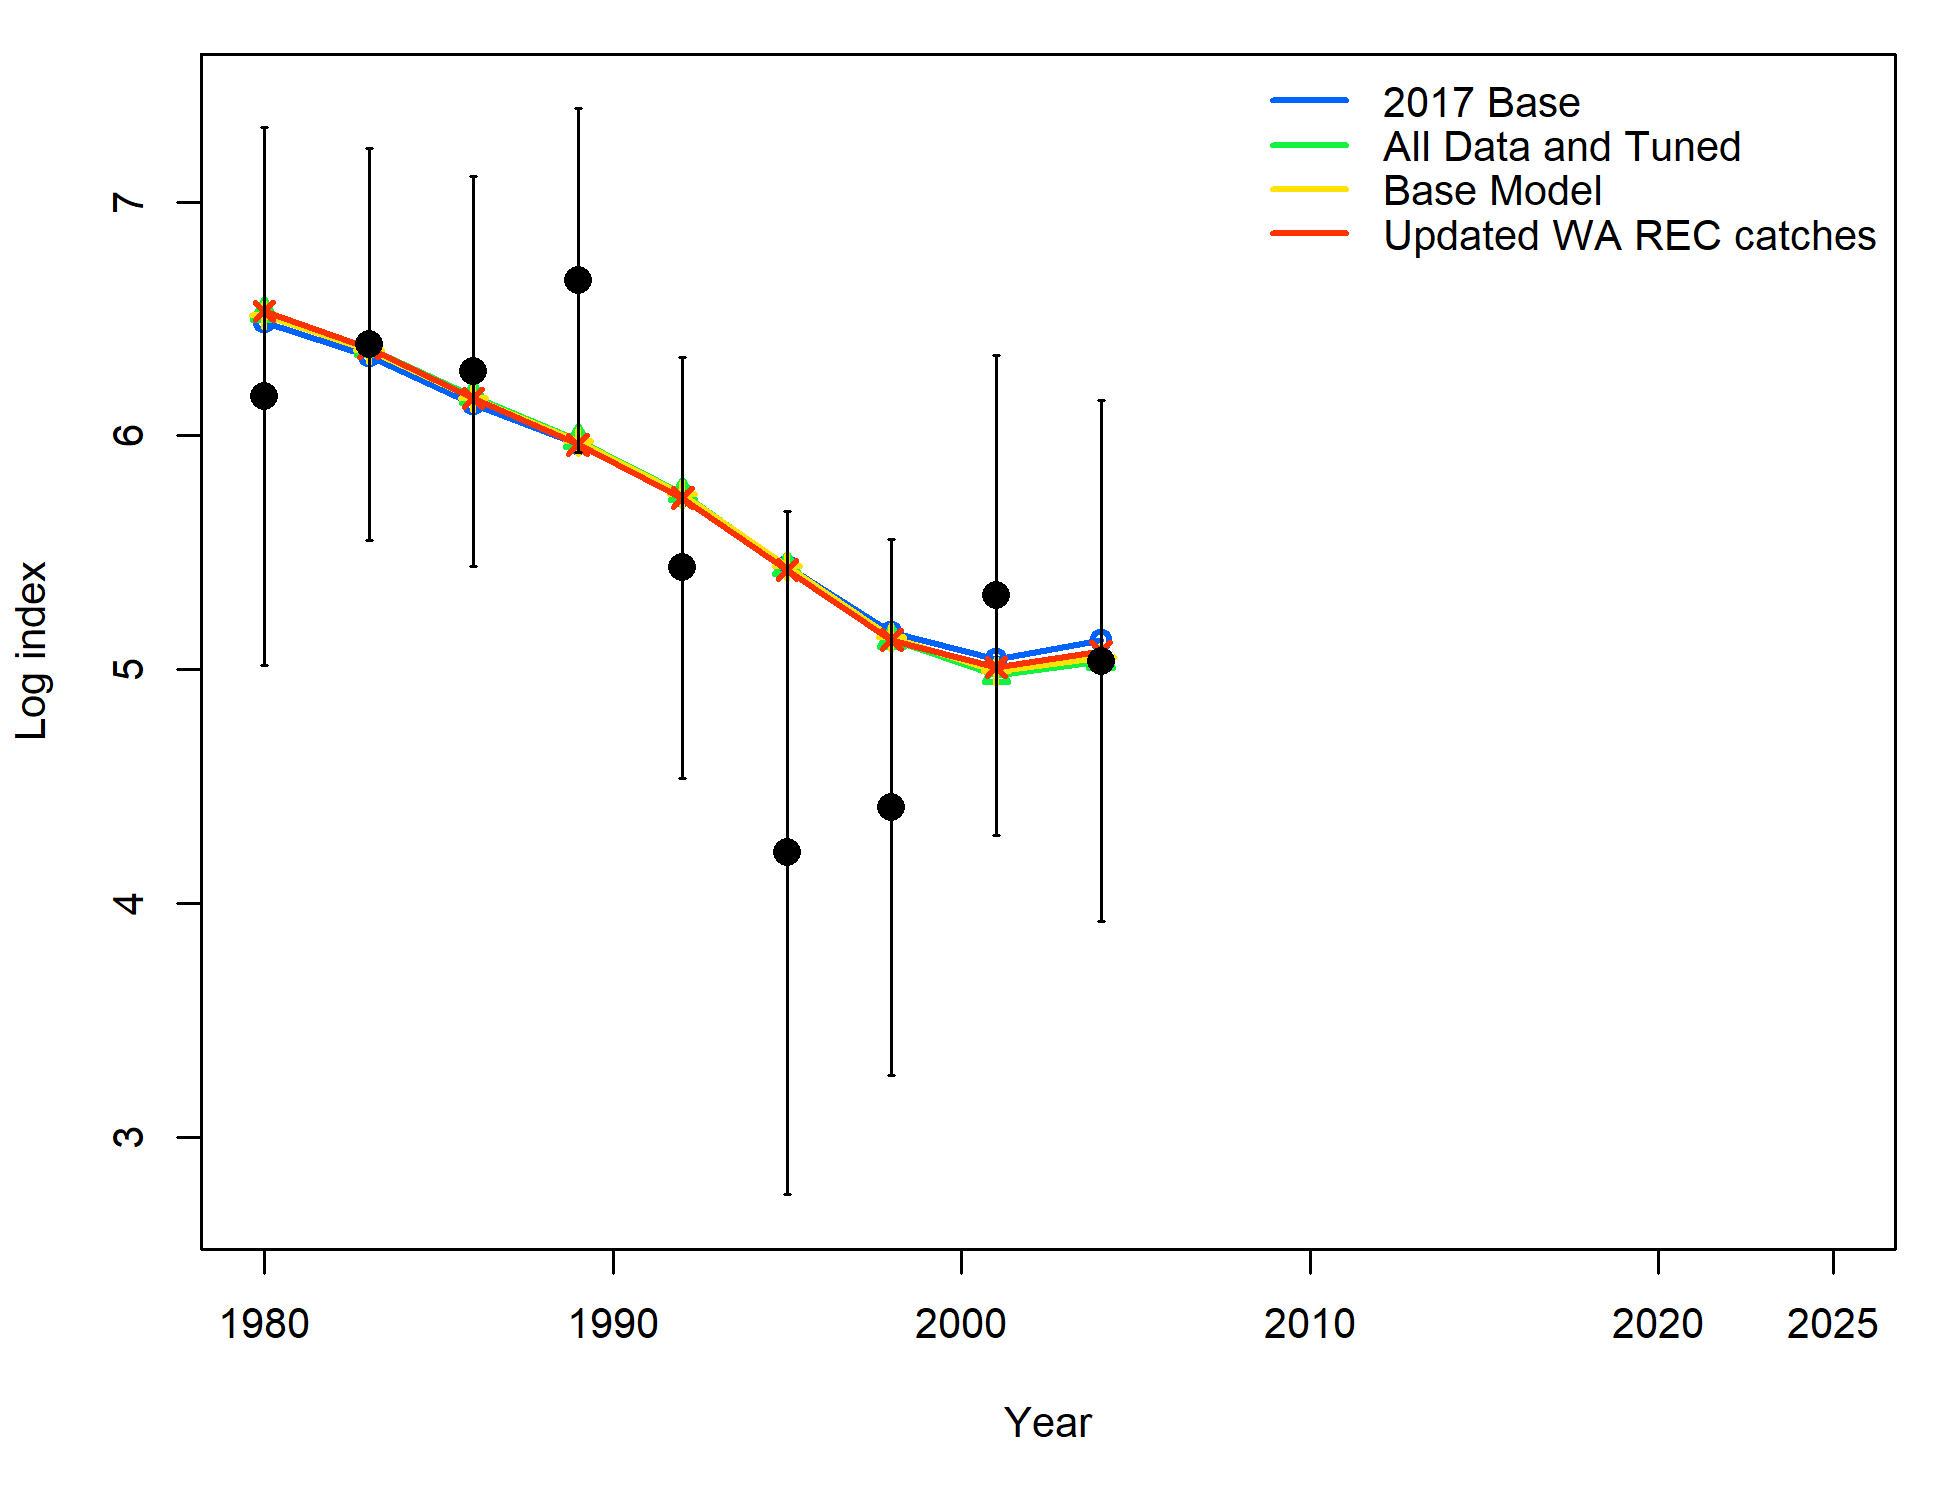 2017 Base
All Data and Tuned
Base Model
Updated WA REC catches
7
6
5
4
3
Log index
1980 1990 2000 2010 2020 2025
Year